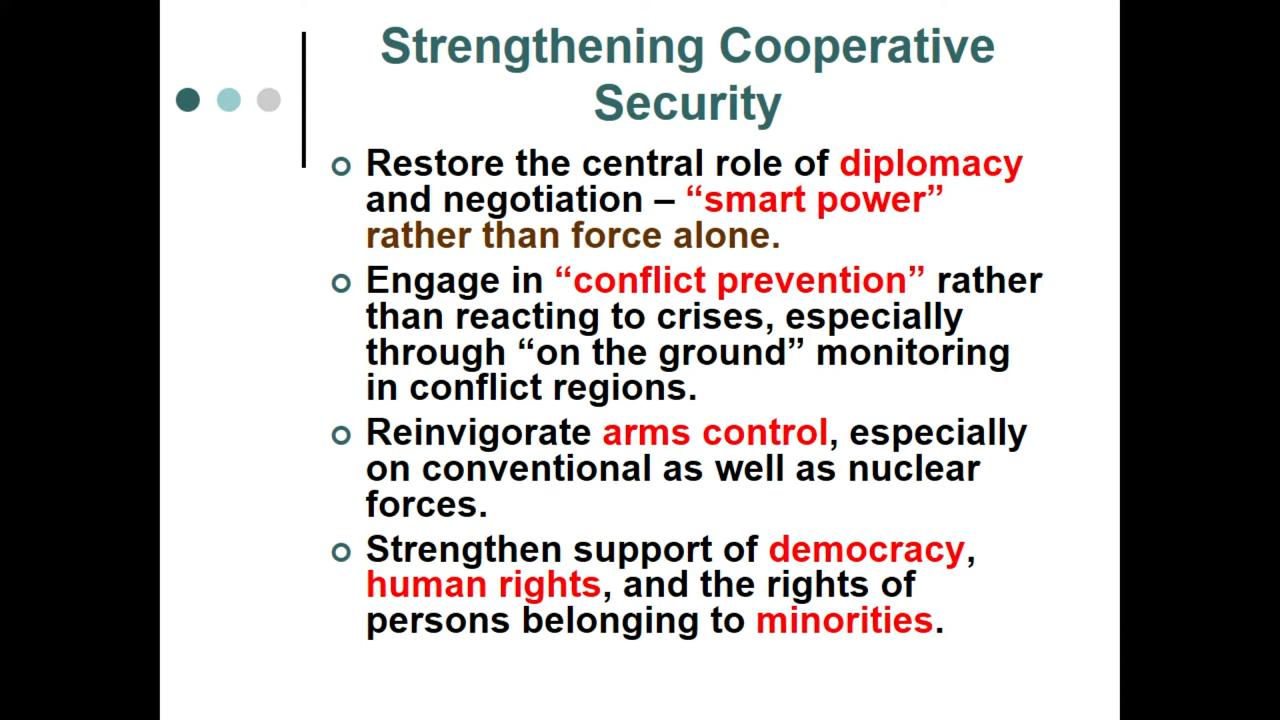 Strengthening Cooperative
Security
Restore the central role of diplomacy
and negotiation – “smart power”
rather than force alone.
Engage in “conflict prevention” rather
than reacting to crises, especially
through “on the ground” monitoring
in conflict regions.
Reinvigorate arms control, especially
on conventional as well as nuclear
forces.
Strengthen support of democracy,
human rights, and the rights of
persons belonging to minorities.